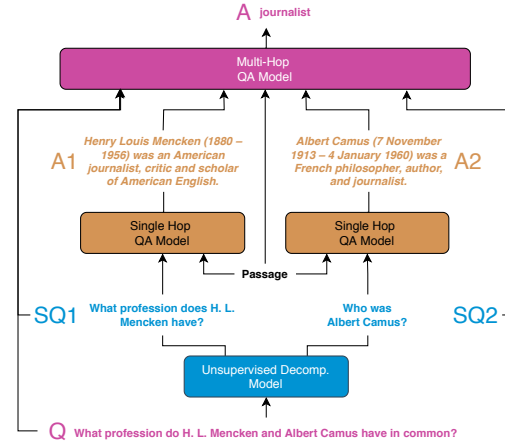 A journalist
Multi-Hop
QA Model
A1
Henry Louis Mencken (1880 –
1956) was an American
journalist, critic and scholar
of American English.
Albert Camus (7 November
1913 – 4 January 1960) was a
French philosopher, author,
and journalist.
A2
Single Hop
QA Model
Single Hop
QA Model
Passage
SQ1
What profession does H. L.
Mencken have?
Who was
Albert Camus?
SQ2
Unsupervised Decomp.
Model
Q What profession do H. L. Mencken and Albert Camus have in common?